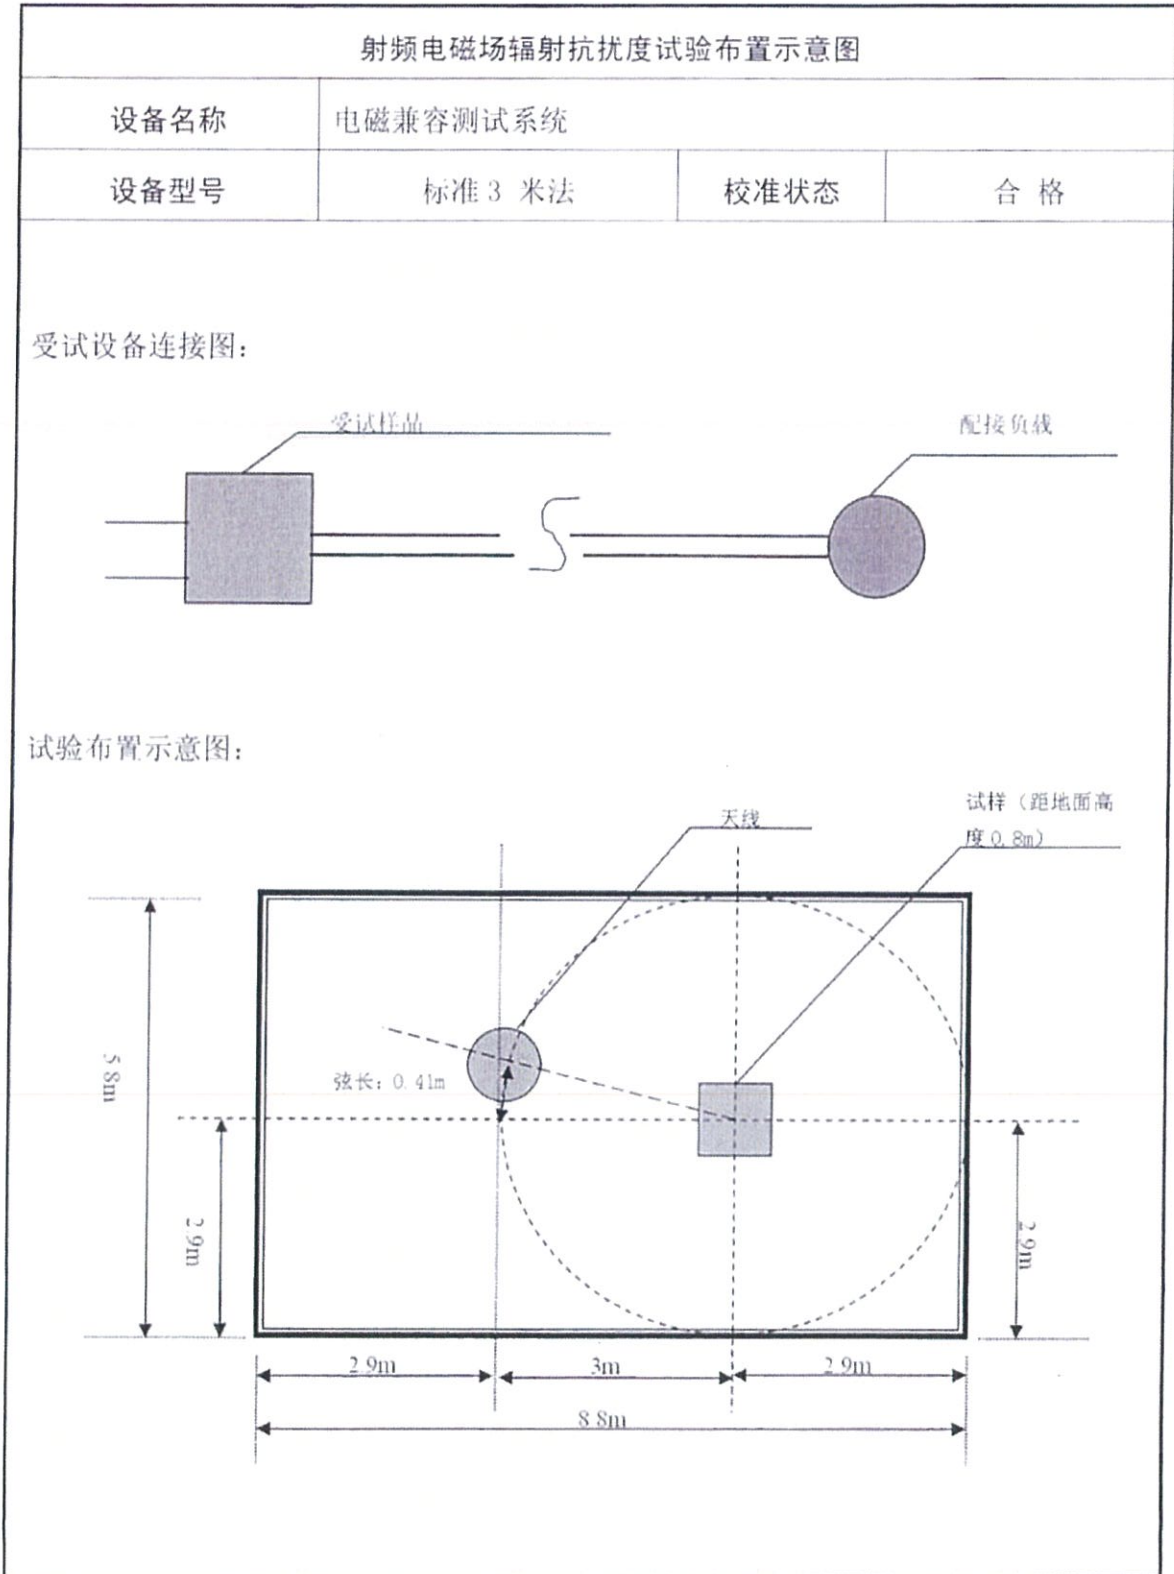 射频电磁场辐射抗扰度试验布置示意图
设备名称 电磁兼容测试系统
设备型号 标准3 米法 校准状态 合 格
受试设备连接图：
受试样品
配接负载
试验布置示意图：
天线
试样（距地面高
度0.8m）
弦长：0.41m
5.8m
2.9m
2.9m
2.9m 3m 2.9m
8.8m